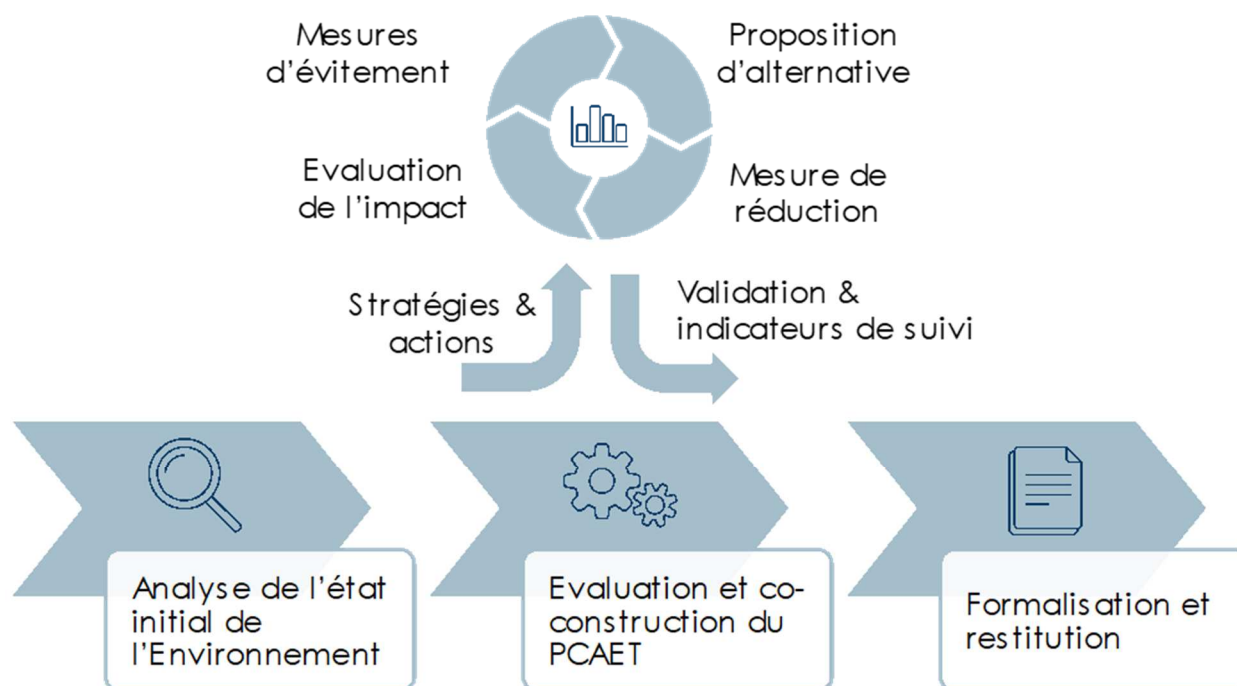 Mesures
d'évitement
Proposition
d'alternative
Evaluation
de l'impact
Mesure de
réduction
Stratégies &
actions
Validation &
indicateurs de suivi
Analyse de l'état
initial de
l'Environnement
Evaluation et co-
construction du
PCAET
Formalisation et
restitution